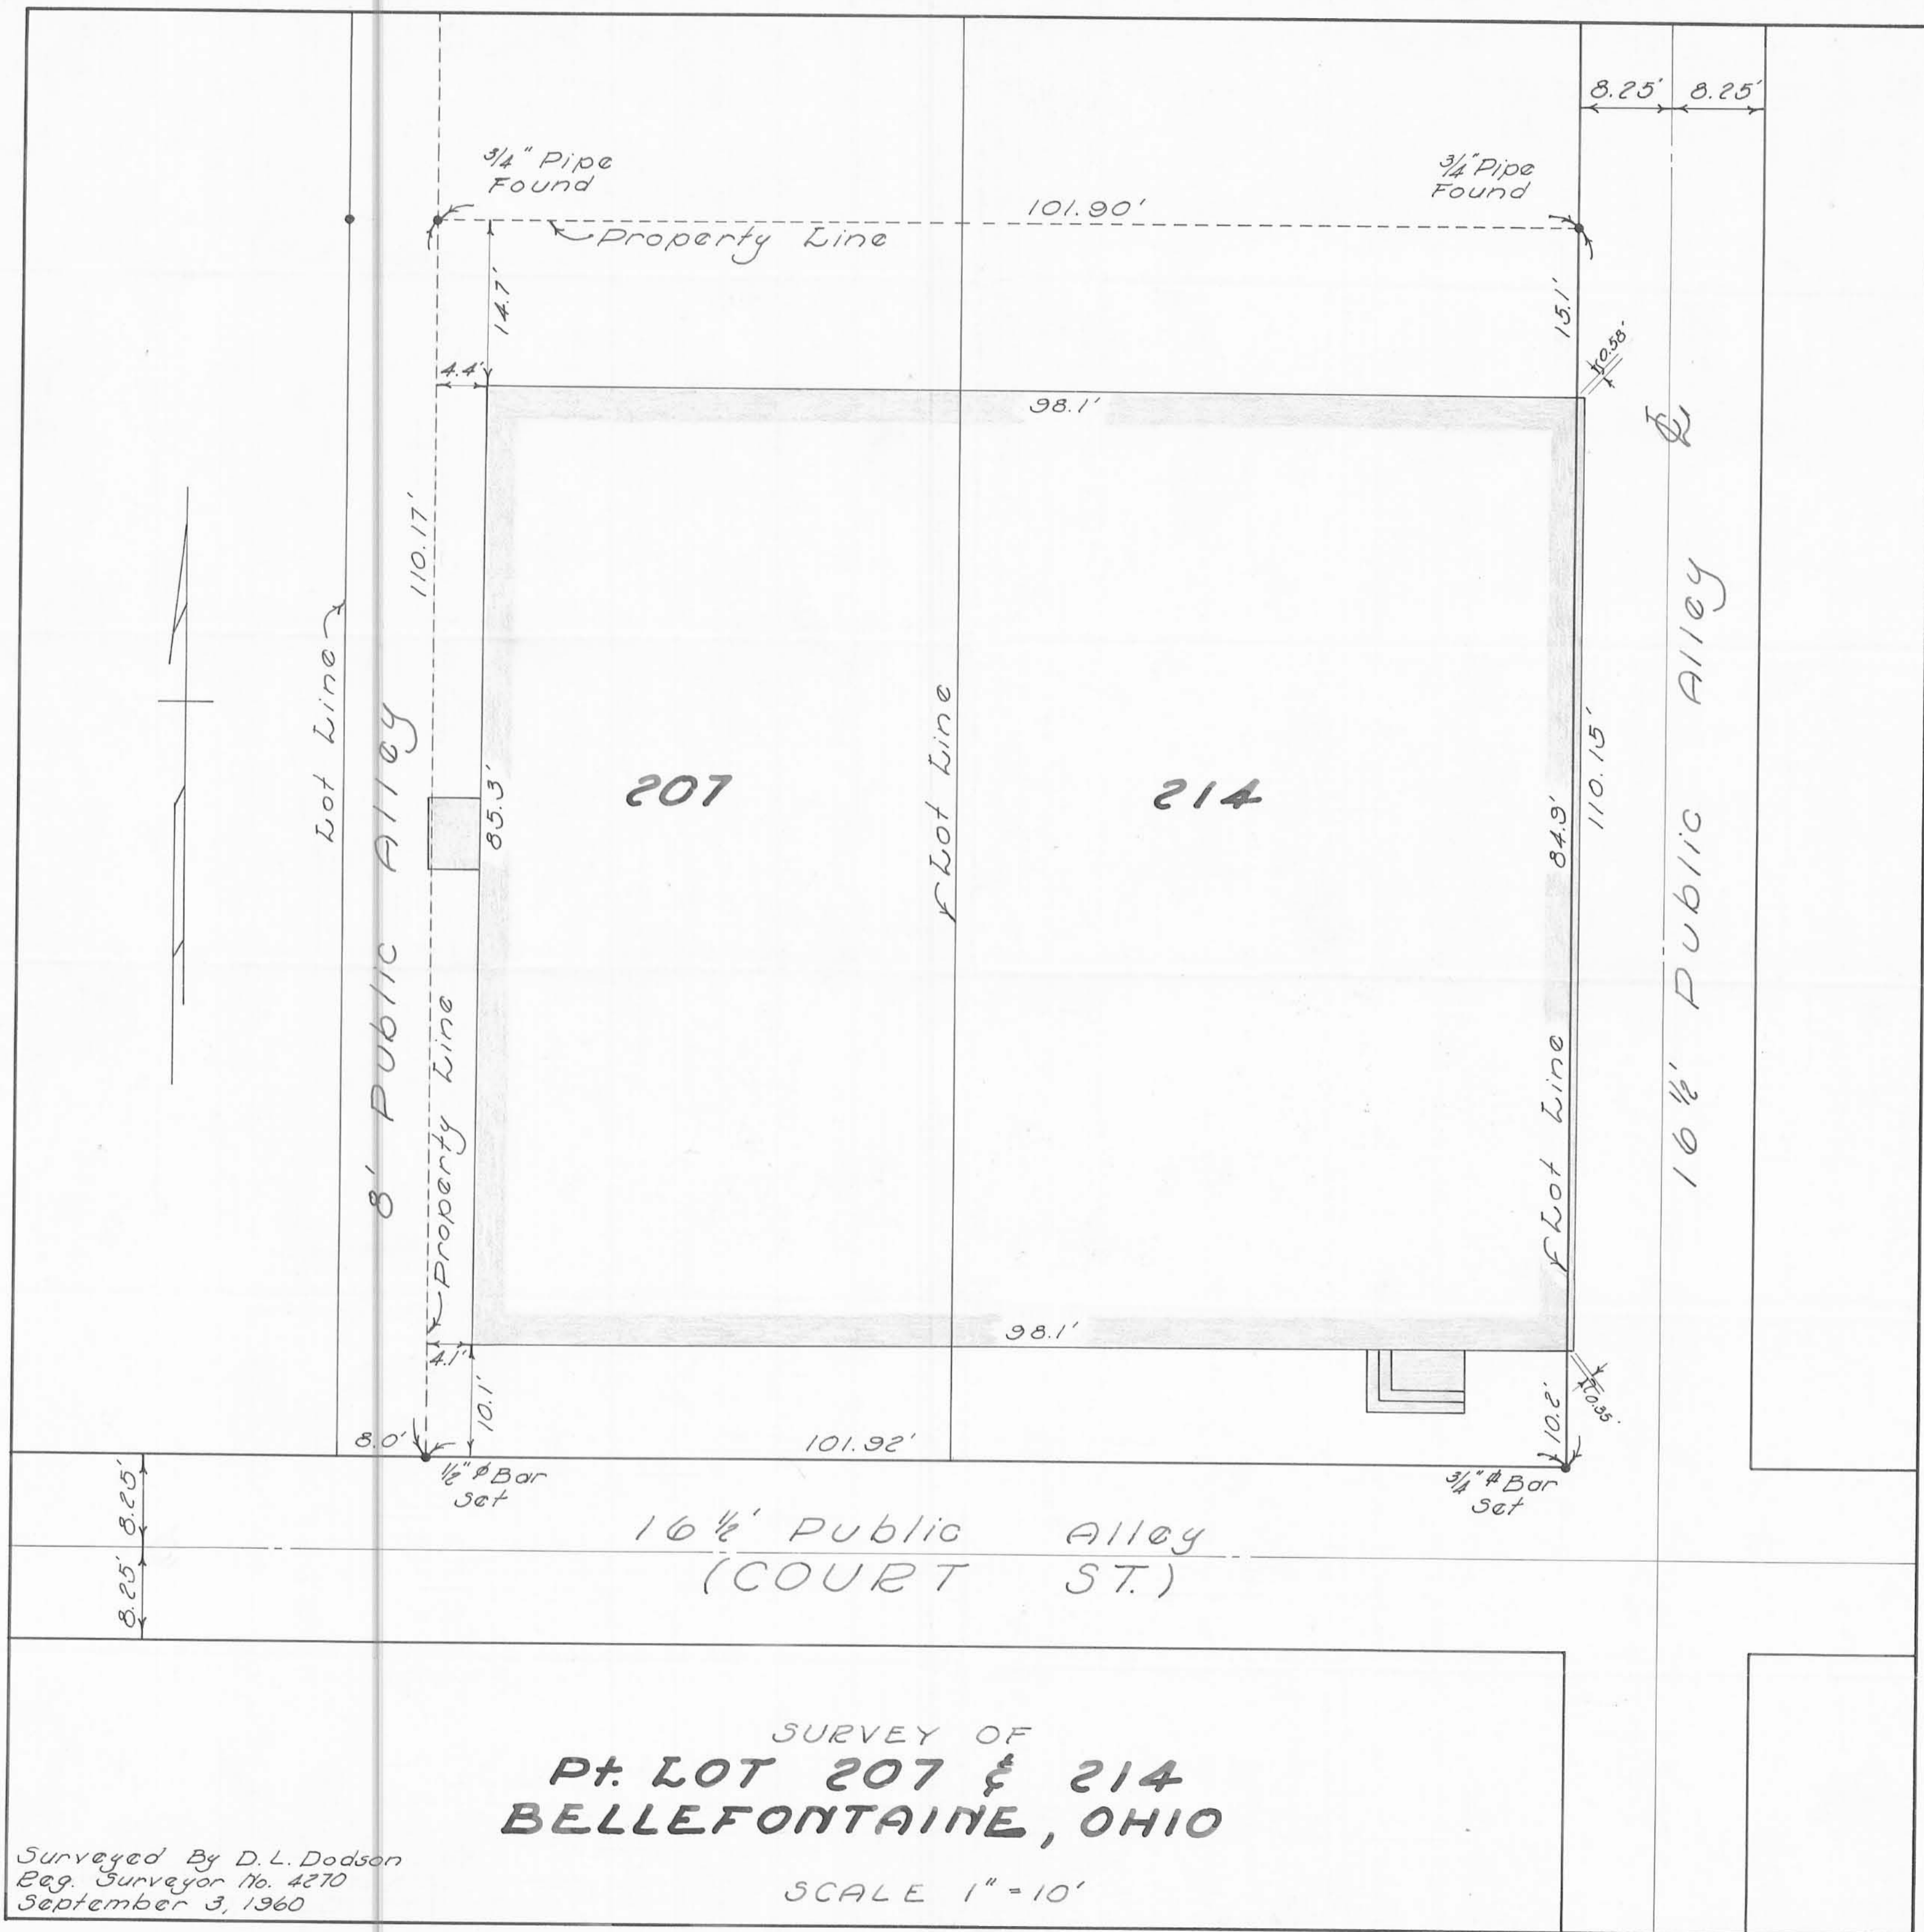 8.25' 8.25'
3/4" Pipe
Found
3/4" Pipe
Found
101.90'
Property Line
14.7'
15.1'
0.58'
4.4'
98.1'
℄
110.17'
Lot Line
8' Public Alley
85.3'
207
Lot Line
214
84.9'
110.15'
16 1/2' Public Alley
Property Line
Lot Line
98.1'
4.1'
10.1'
10.2'
0.35'
8.0'
101.92'
1/2" ⌀ Bar
Set
3/4" ⌀ Bar
Set
8.25'
8.25'
16 1/2' Public Alley
(COURT ST.)
SURVEY OF
Pt. LOT 207 & 214
BELLEFONTAINE, OHIO
SCALE 1" = 10'
Surveyed By D. L. Dodson
Reg. Surveyor No. 4270
September 3, 1960